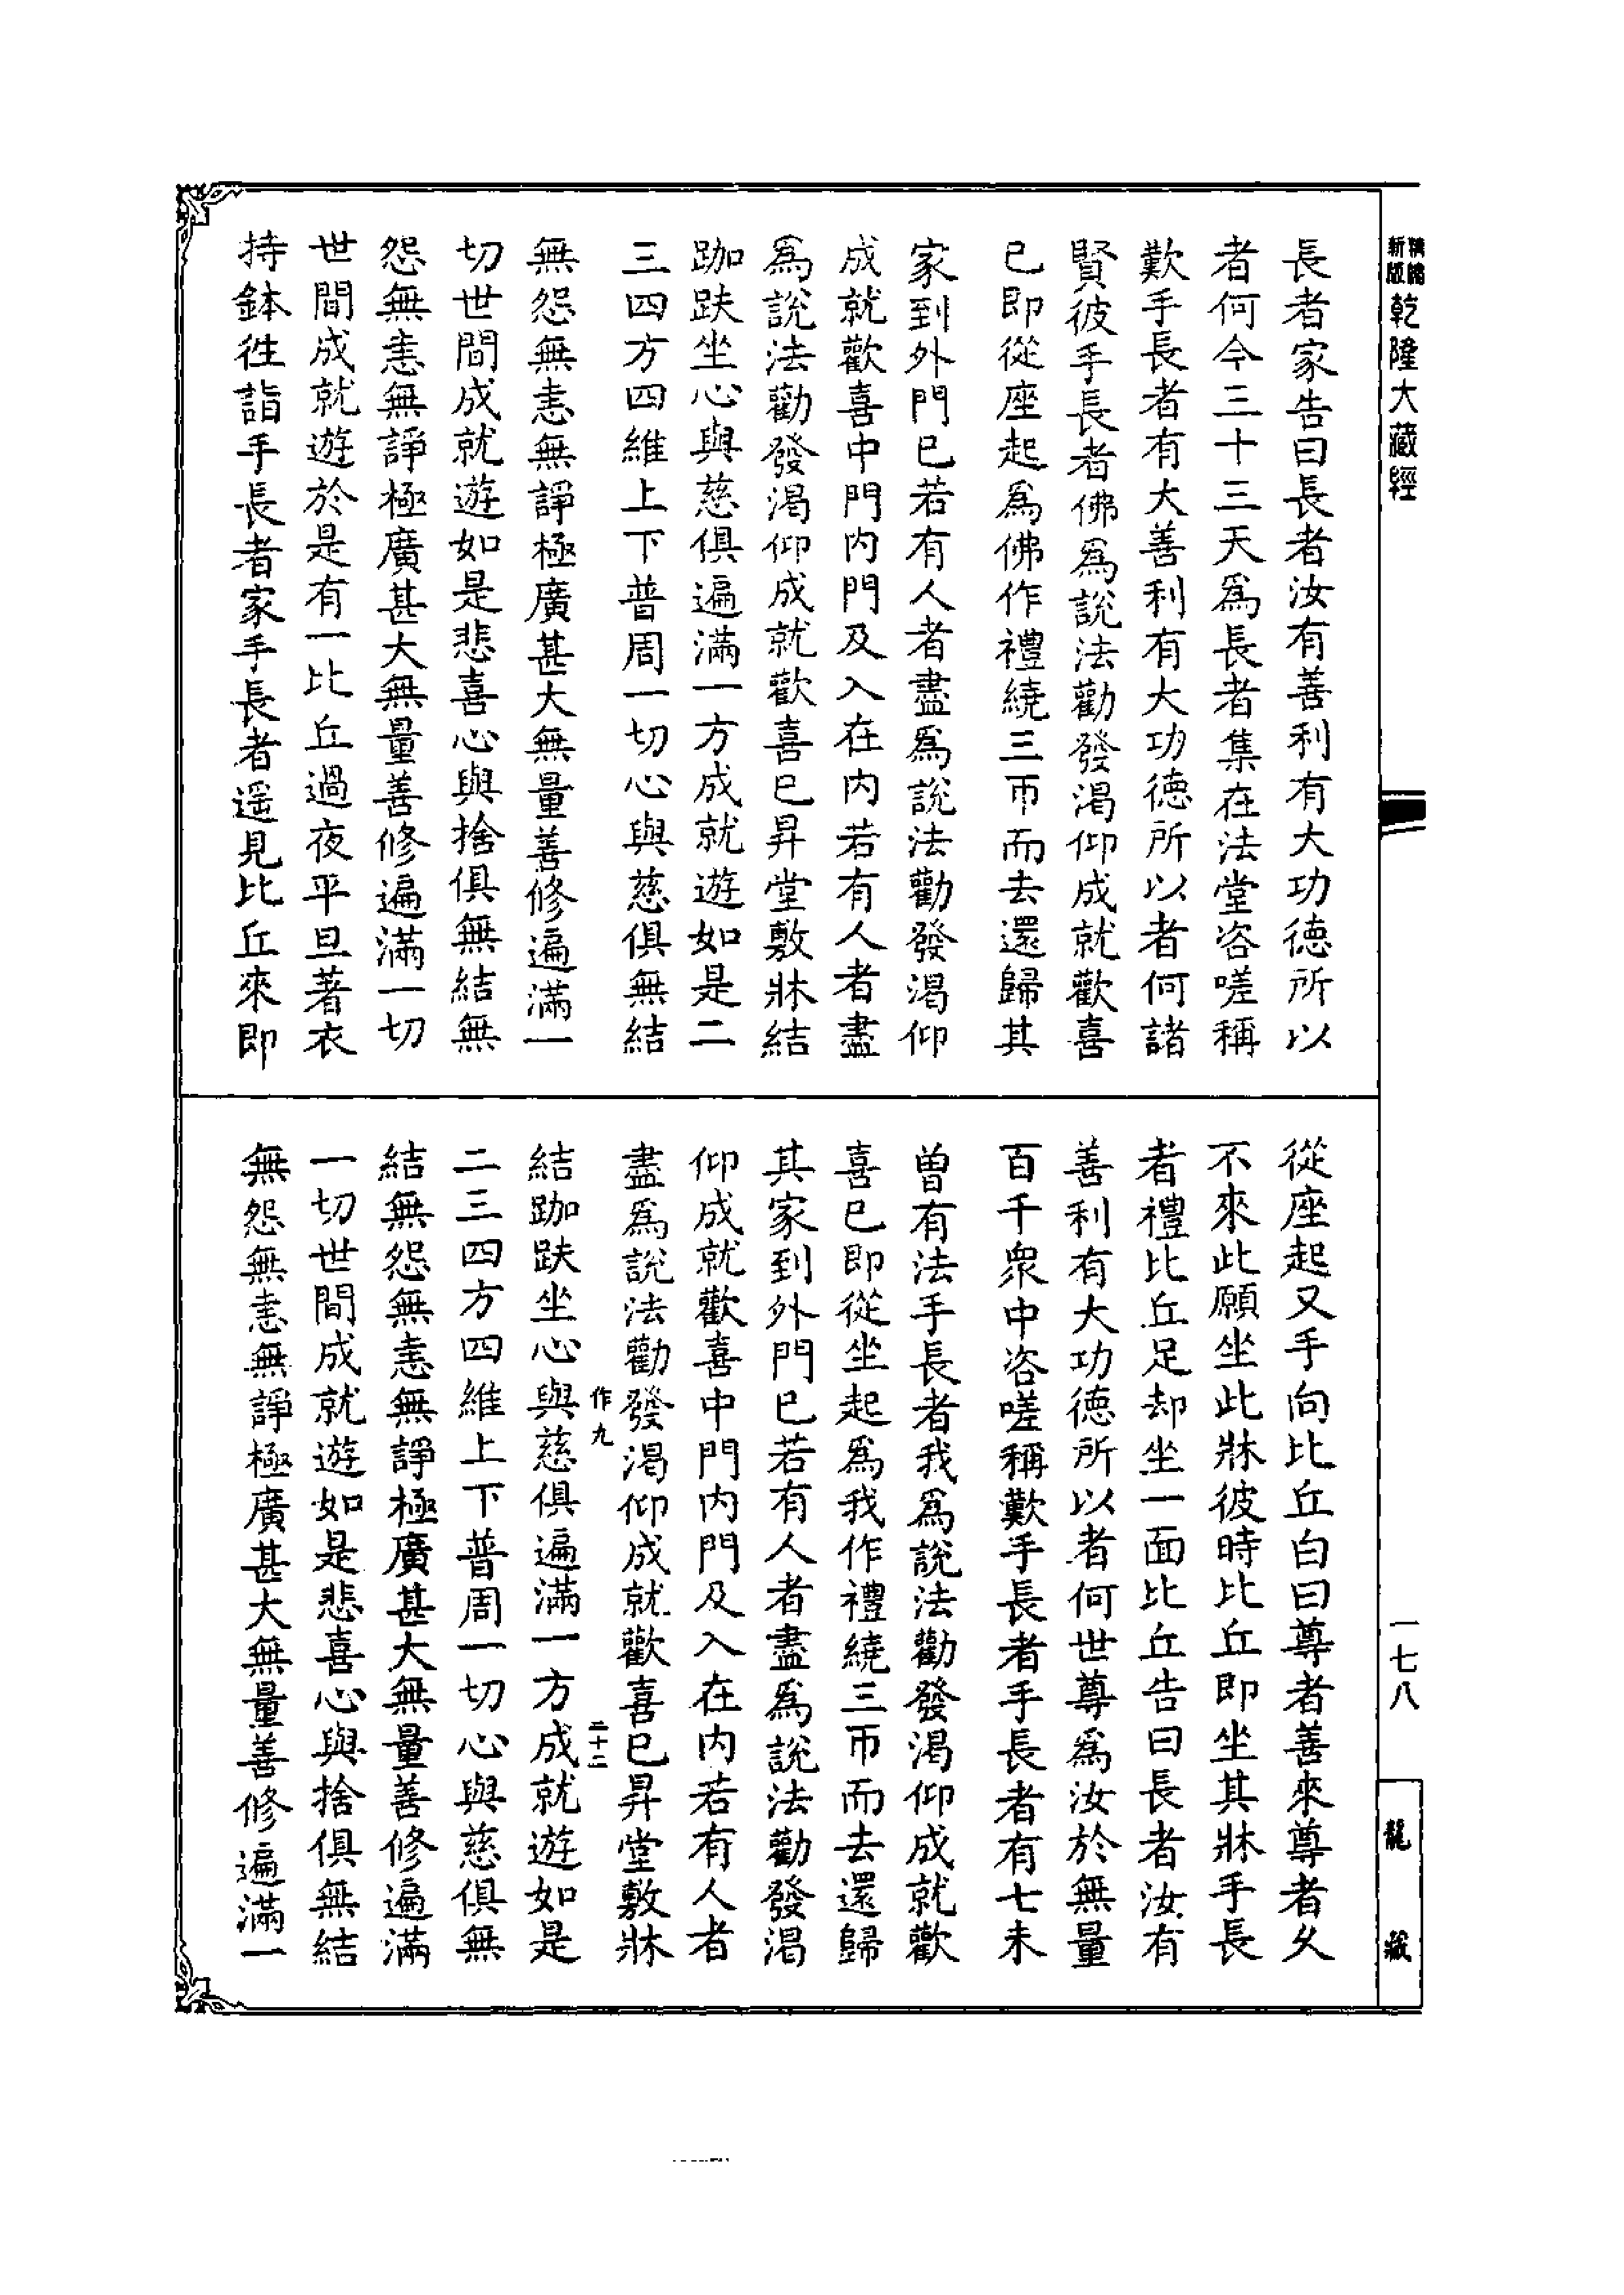 新版
精縮
乾隆大藏經
一七八
龍藏
長者家告曰長者汝有善利有大功德所以
者何今三十三天爲長者集在法堂咨嗟稱
歎手長者有大善利有大功德所以者何諸
賢彼手長者佛爲說法勸發渴仰成就歡喜
已即從座起爲佛作禮繞三帀而去還歸其
家到外門已若有人者盡爲說法勸發渴仰
成就歡喜中門內門及入在內若有人者盡
爲說法勸發渴仰成就歡喜已昇堂敷牀結
跏趺坐心與慈俱遍滿一方成就遊如是二
三四方四維上下普周一切心與慈俱無結
無怨無恚無諍極廣甚大無量善修遍滿一
切世間成就遊如是悲喜心與捨俱無結無
怨無恚無諍極廣甚大無量善修遍滿一切
世間成就遊於是有一比丘過夜平旦著衣
持鉢徃詣手長者家手長者遥見比丘來即
從座起叉手向比丘白曰尊者善來尊者久
不來此願坐此牀彼時比丘即坐其牀手長
者禮比丘足却坐一面比丘告曰長者汝有
善利有大功德所以者何世尊爲汝於無量
百千衆中咨嗟稱歎手長者手長者有七未
曾有法手長者我爲說法勸發渴仰成就歡
喜已即從坐起爲我作禮繞三帀而去還歸
其家到外門已若有人者盡爲說法勸發渴
仰成就歡喜中門內門及入在內若有人者
盡爲說法勸發渴仰成就歡喜已昇堂敷牀
作九
二十二
結跏趺坐心與慈俱遍滿一方成就遊如是
二三四方四維上下普周一切心與慈俱無
結無怨無恚無諍極廣甚大無量善修遍滿
一切世間成就遊如是悲喜心與捨俱無結
無怨無恚無諍極廣甚大無量善修遍滿一